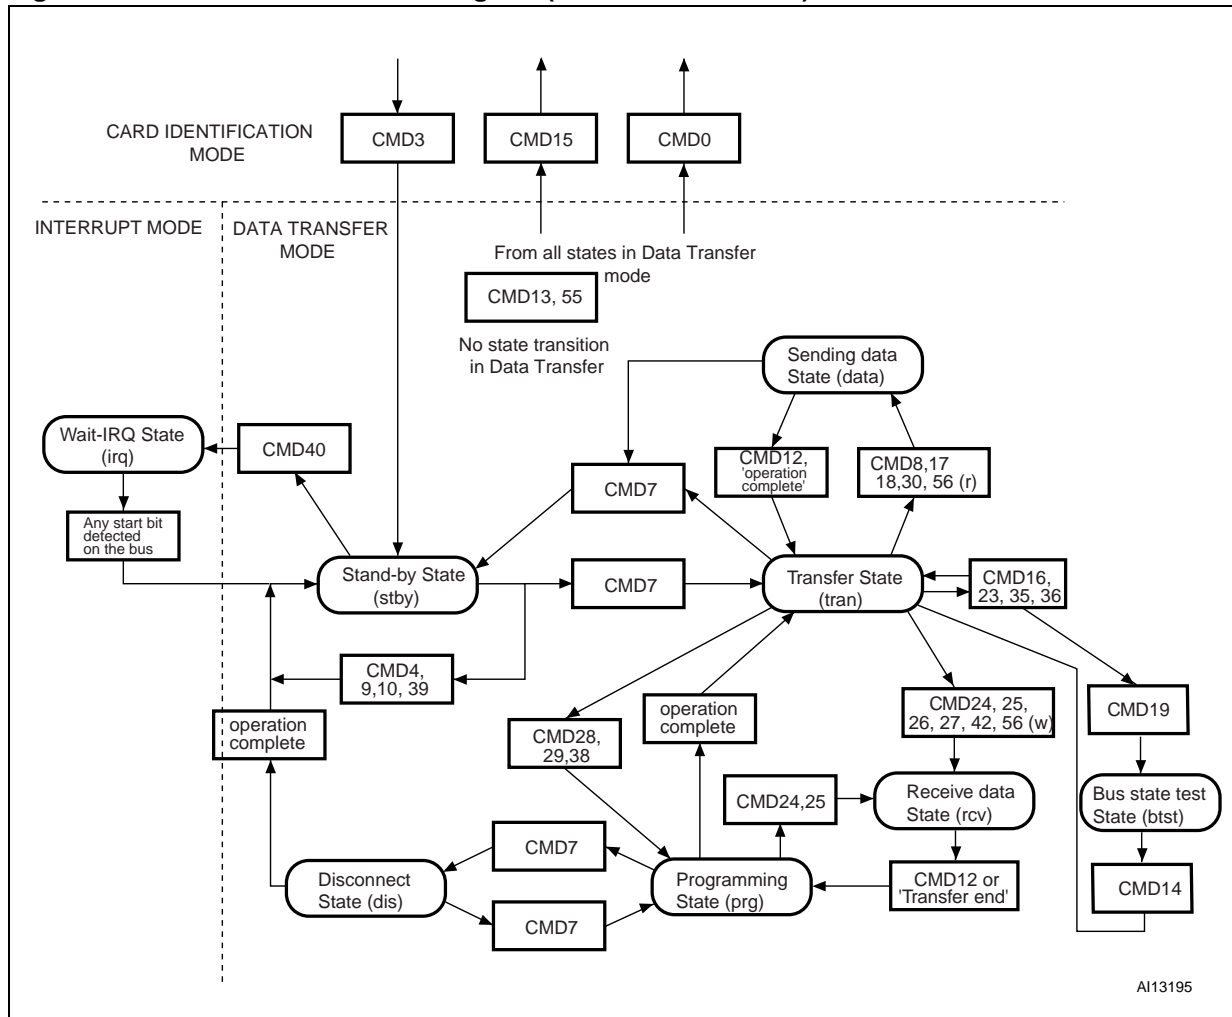 CARD IDENTIFICATION
MODE
CMD3
CMD15
CMD0
INTERRUPT MODE
DATA TRANSFER
MODE
From all states in Data Transfer
mode
CMD13, 55
No state transition
in Data Transfer
Sending data
State (data)
Wait-IRQ State
(irq)
CMD40
CMD12,
'operation
complete'
CMD8,17
18,30, 56 (r)
CMD7
Any start bit
detected
on the bus
Stand-by State
(stby)
CMD7
Transfer State
(tran)
CMD16,
23, 35, 36
CMD4,
9,10, 39
operation
complete
CMD28,
29,38
operation
complete
CMD24, 25,
26, 27, 42, 56 (w)
CMD19
CMD24,25
Receive data
State (rcv)
Bus state test
State (btst)
CMD7
Disconnect
State (dis)
Programming
State (prg)
CMD12 or
'Transfer end'
CMD14
CMD7
AI13195